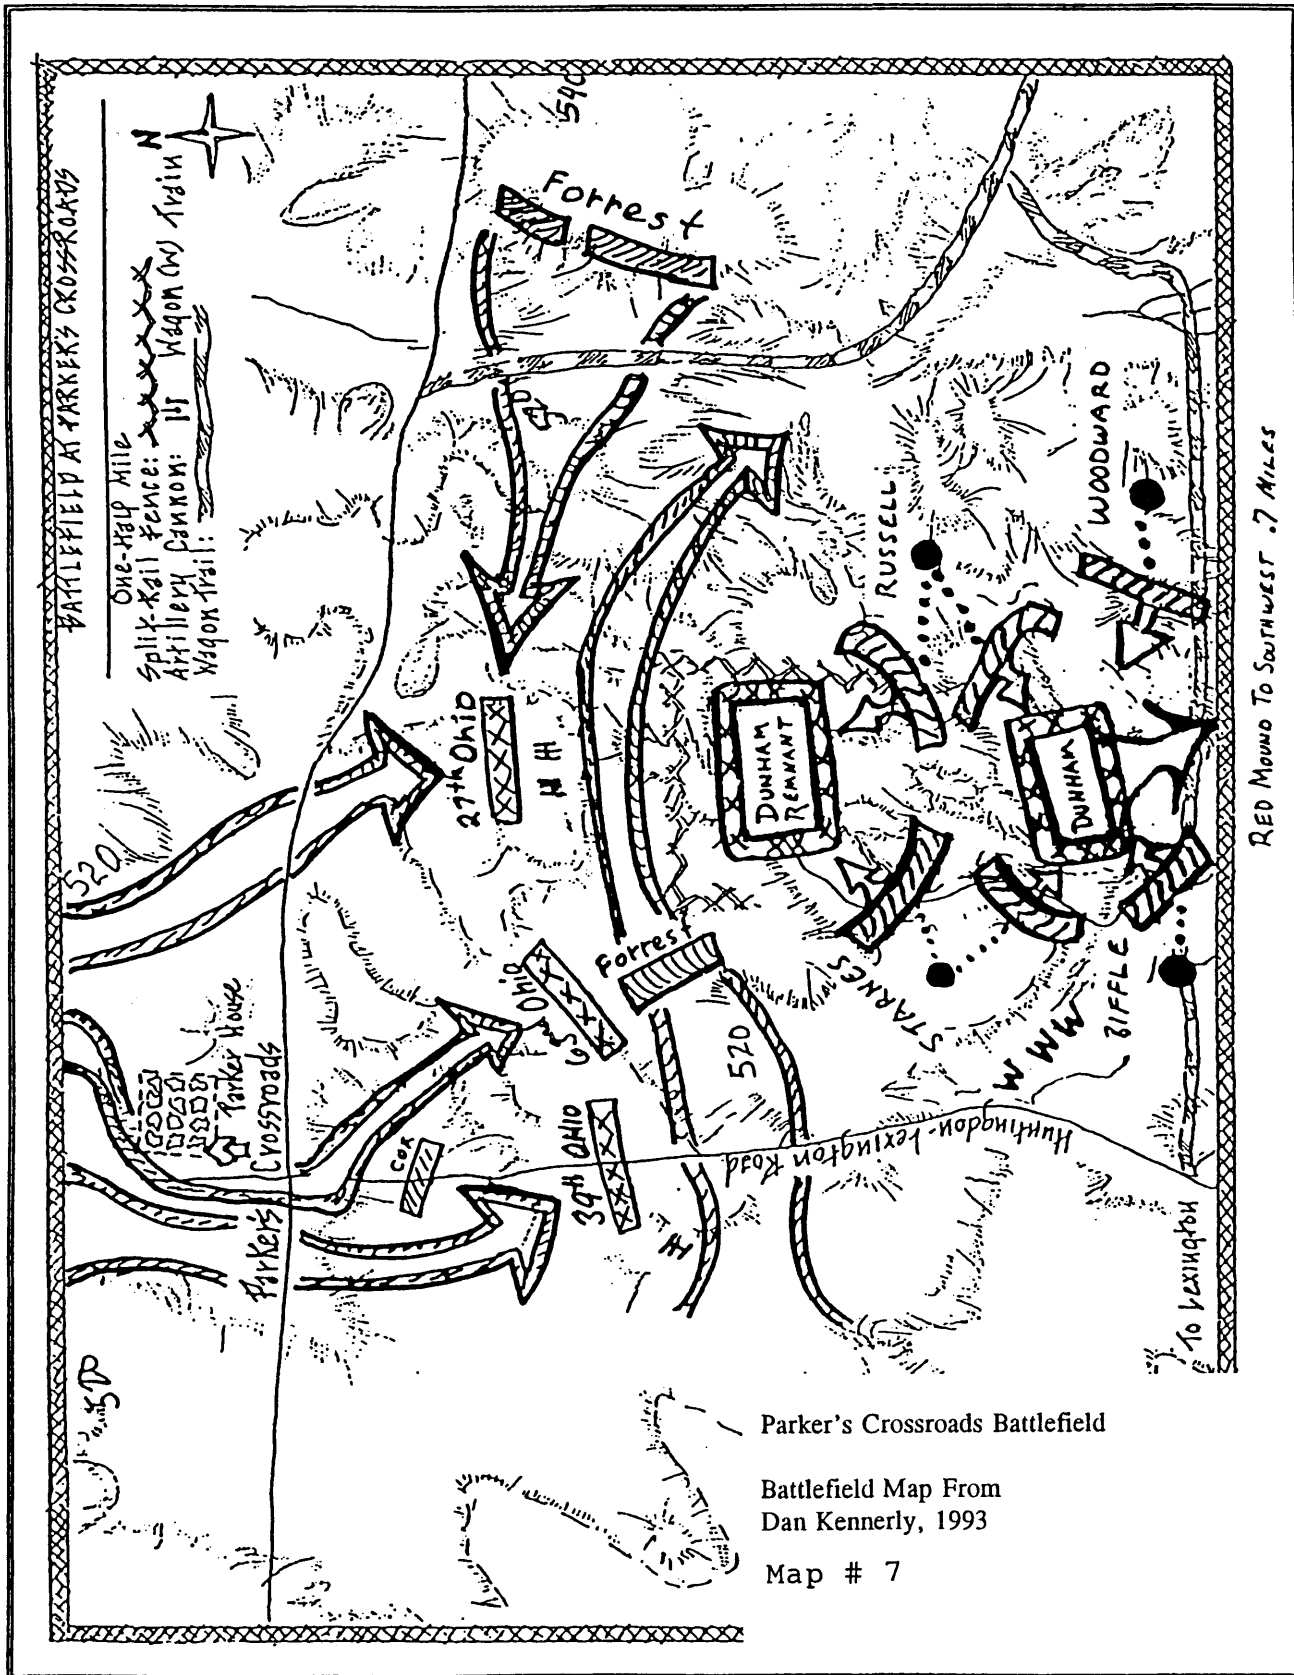 BATTLEFIELD AT PARKER'S CROSSROADS
One-Half Mile
Split-Rail Fence:
Artillery Cannon:
Wagon (W) Train
Wagon Trail:
N
540
Forrest
520
27th Ohio
63rd Ohio
39th OHIO
Parker House
Parker's Crossroads
COX
Forrest
520
Huntingdon-Lexington Road
DUNHAM
REMNANT
RUSSELL
WOODWARD
STARNES
DUNHAM
W WWW
BIFFLE
To Lexington
RED MOUND TO SOUTHWEST .7 MILES
Parker's Crossroads Battlefield
Battlefield Map From
Dan Kennerly, 1993
Map # 7